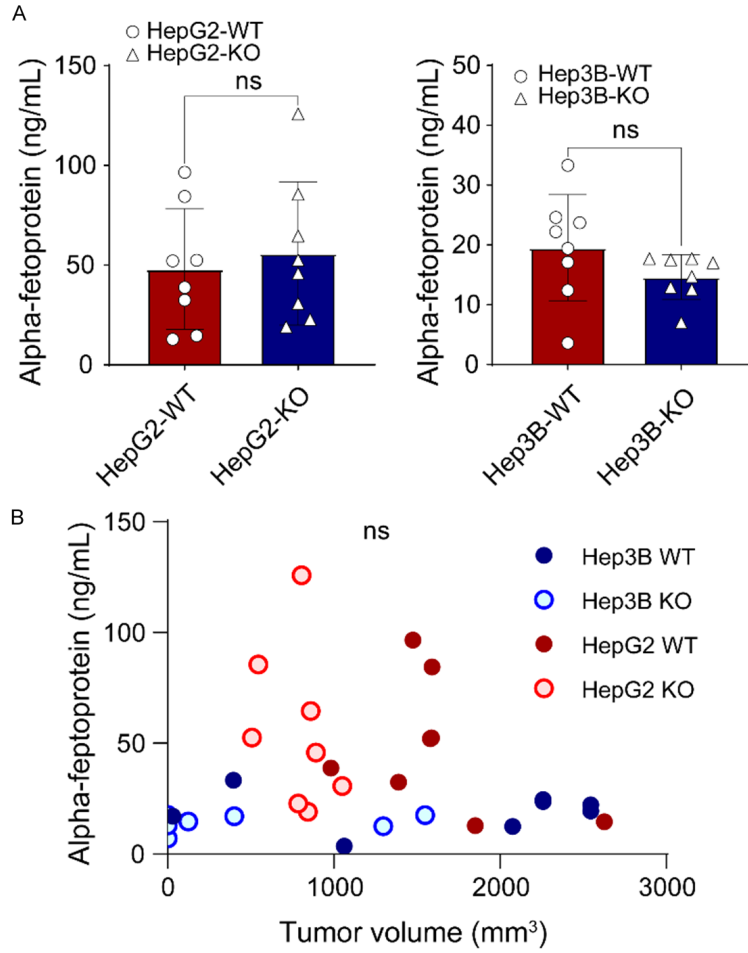 A
HepG2-WT
HepG2-KO
Alpha-fetoprotein (ng/mL)
150
100
50
0
ns
HepG2-WT
HepG2-KO
Hep3B-WT
Hep3B-KO
Alpha-fetoprotein (ng/mL)
50
40
30
20
10
0
ns
Hep3B-WT
Hep3B-KO
B
Alpha-feptoprotein (ng/mL)
150
100
50
0
ns
Hep3B WT
Hep3B KO
HepG2 WT
HepG2 KO
0
1000
2000
3000
Tumor volume (mm³)